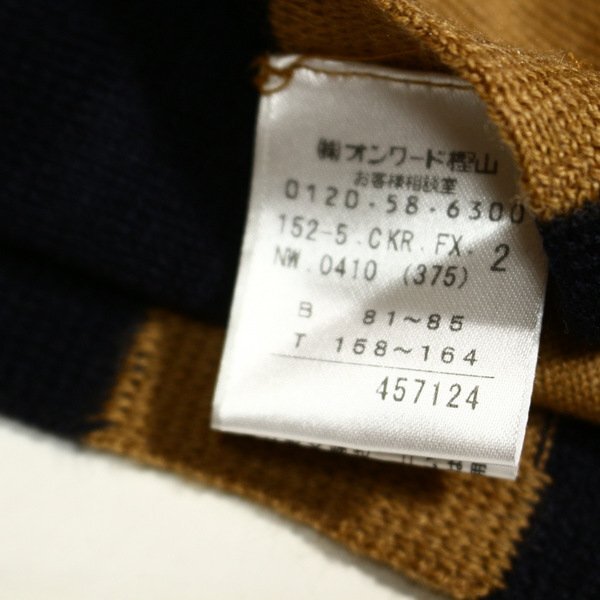 ㈱オンワード樫山
お客様相談室
0120-58-6300
152-5.CKR.FX. 2
NW.0410 (375)
B 81～85
T 158～164
457124